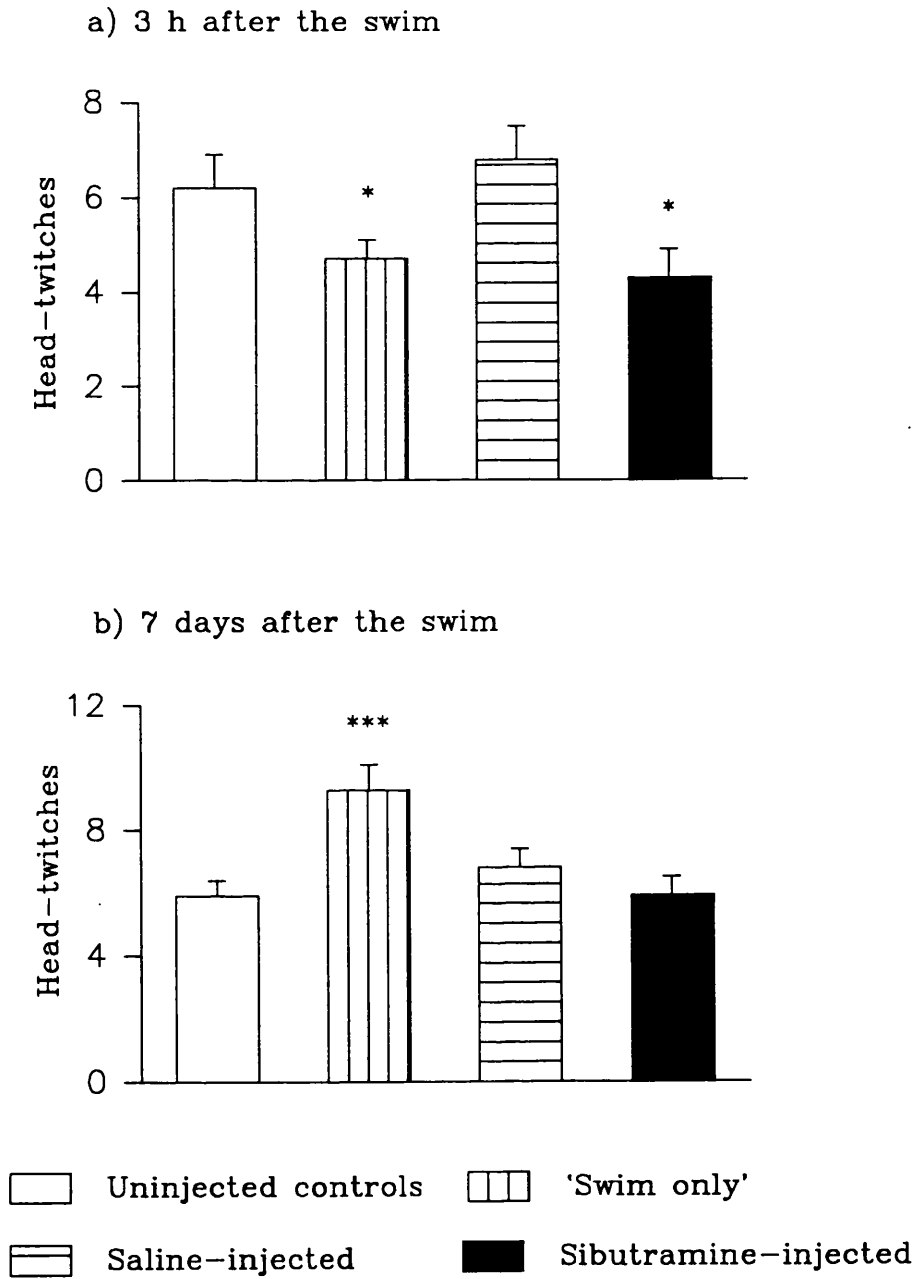 a) 3 h after the swim
8
6
4
2
0
Head-twitches
*
*
b) 7 days after the swim
12
8
4
0
Head-twitches
***
Uninjected controls
'Swim only'
Saline-injected
Sibutramine-injected